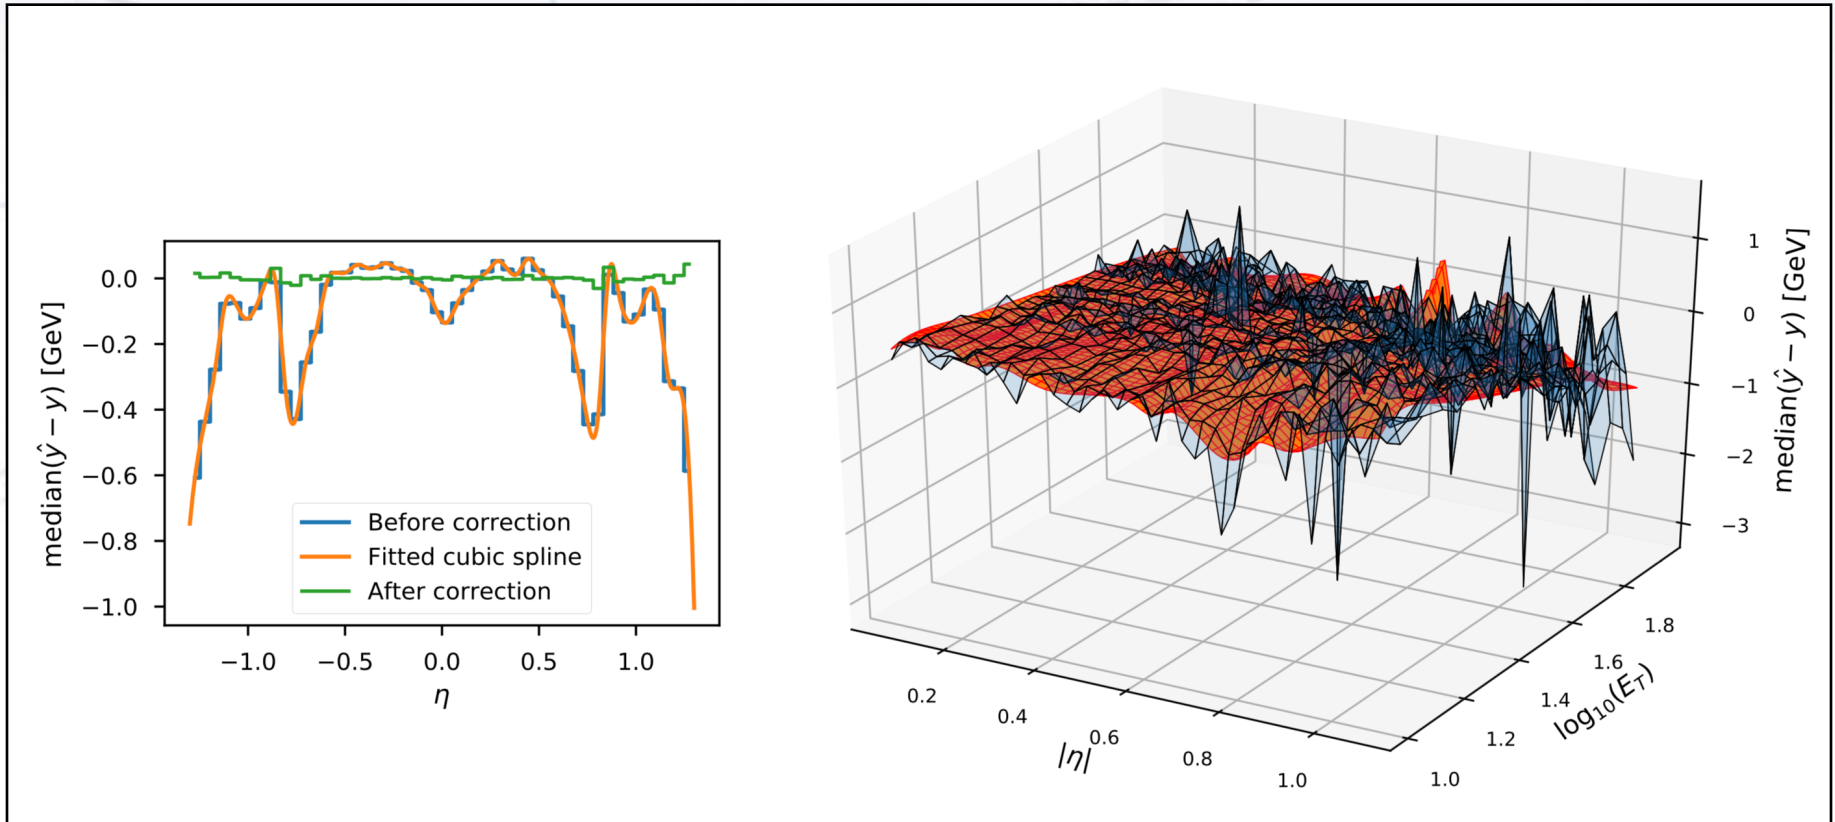 median(ŷ − y) [GeV]
0.0
−0.2
−0.4
−0.6
−0.8
−1.0
Before correction
Fitted cubic spline
After correction
−1.0 −0.5 0.0 0.5 1.0
η
1
0
−1
−2
−3
median(ŷ − y) [GeV]
1.8
1.6
1.4
1.2
1.0
log₁₀(E_T)
0.2
0.4
0.6
0.8
1.0
|η|